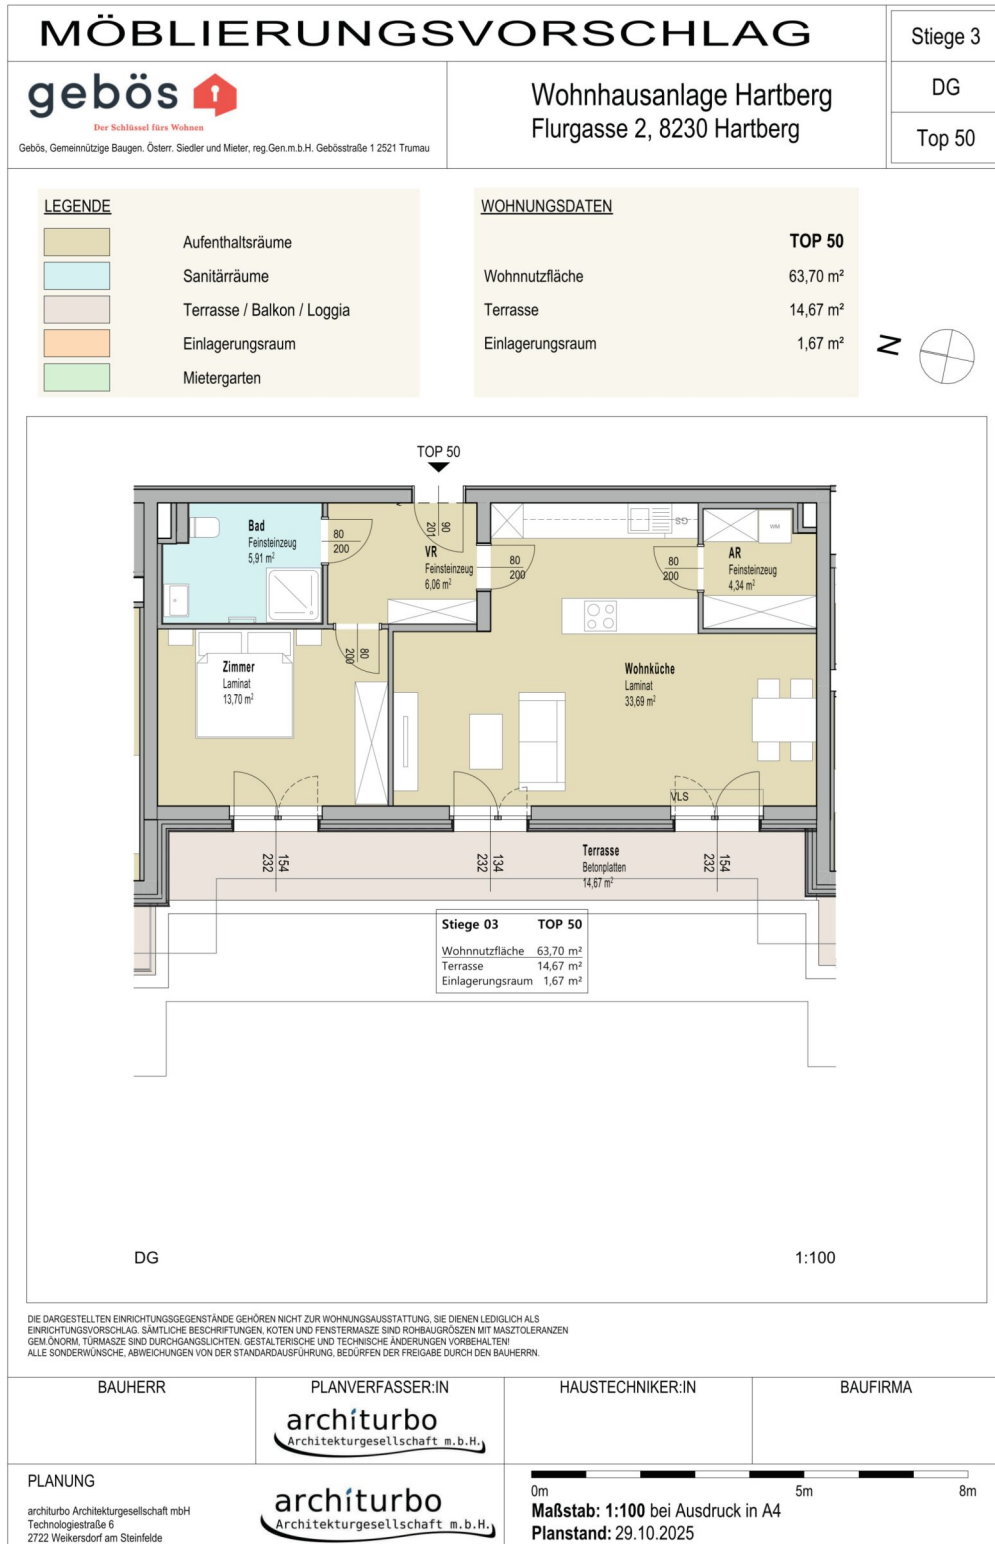 MÖBLIERUNGSVORSCHLAG
Stiege 3
gebös
Der Schlüssel fürs Wohnen
Gebös, Gemeinnützige Baugen. Österr. Siedler und Mieter, reg.Gen.m.b.H. Gebösstraße 1 2521 Trumau
Wohnhausanlage Hartberg
Flurgasse 2, 8230 Hartberg
DG
Top 50
LEGENDE
Aufenthaltsräume
Sanitärräume
Terrasse / Balkon / Loggia
Einlagerungsraum
Mietergarten
WOHNUNGSDATEN
TOP 50
Wohnnutzfläche 63,70 m²
Terrasse 14,67 m²
Einlagerungsraum 1,67 m²
N
TOP 50
Bad
Feinsteinzeug
5,91 m²
80
200
90
201
VR
Feinsteinzeug
6,06 m²
80
200
GS
80
200
WM
AR
Feinsteinzeug
4,34 m²
80
200
Zimmer
Laminat
13,70 m²
Wohnküche
Laminat
33,69 m²
VLS
154
232
134
232
154
232
Terrasse
Betonplatten
14,67 m²
Stiege 03 TOP 50
Wohnnutzfläche 63,70 m²
Terrasse 14,67 m²
Einlagerungsraum 1,67 m²
DG
1:100
DIE DARGESTELLTEN EINRICHTUNGSGEGENSTÄNDE GEHÖREN NICHT ZUR WOHNUNGSAUSSTATTUNG, SIE DIENEN LEDIGLICH ALS
EINRICHTUNGSVORSCHLAG. SÄMTLICHE BESCHRIFTUNGEN, KOTEN UND FENSTERMASZE SIND ROHBAUGRÖSZEN MIT MASZTOLERANZEN
GEM.ÖNORM, TÜRMASZE SIND DURCHGANGSLICHTEN. GESTALTERISCHE UND TECHNISCHE ÄNDERUNGEN VORBEHALTEN!
ALLE SONDERWÜNSCHE, ABWEICHUNGEN VON DER STANDARDAUSFÜHRUNG, BEDÜRFEN DER FREIGABE DURCH DEN BAUHERRN.
BAUHERR
PLANVERFASSER:IN
architurbo
Architekturgesellschaft m.b.H.
HAUSTECHNIKER:IN
BAUFIRMA
PLANUNG
architurbo Architekturgesellschaft mbH
Technologiestraße 6
2722 Weikersdorf am Steinfelde
architurbo
Architekturgesellschaft m.b.H.
0m 5m 8m
Maßstab: 1:100 bei Ausdruck in A4
Planstand: 29.10.2025